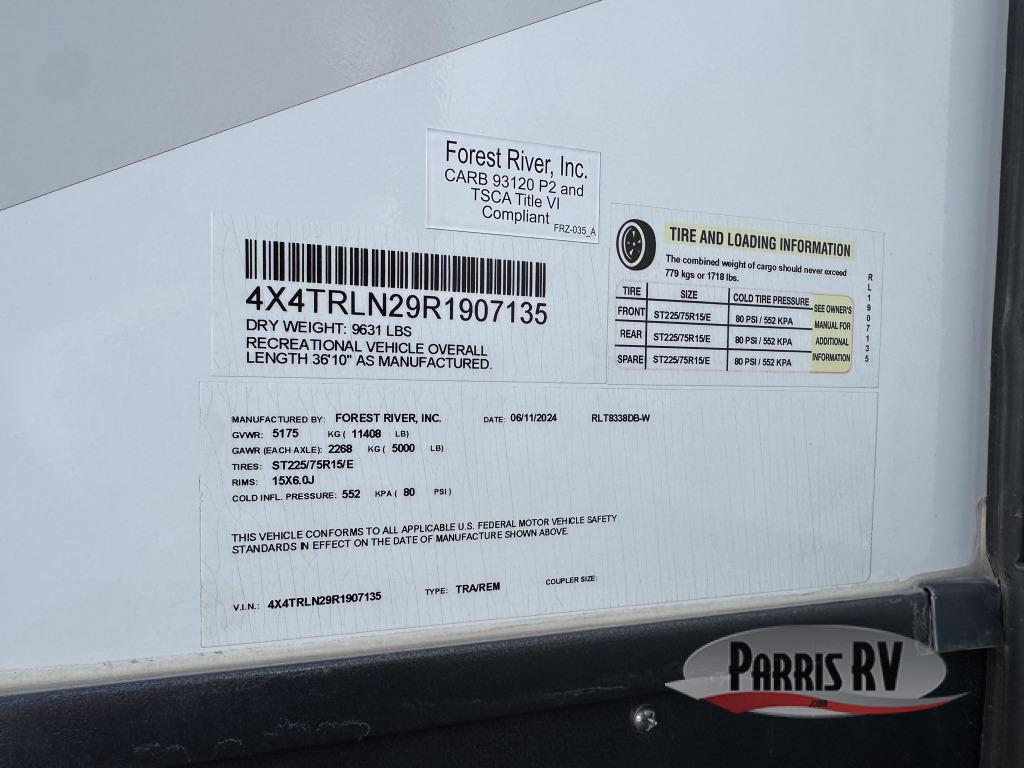 Forest River, Inc.
CARB 93120 P2 and
TSCA Title VI
Compliant
FRZ-035_A
4X4TRLN29R1907135
DRY WEIGHT: 9631 LBS
RECREATIONAL VEHICLE OVERALL
LENGTH 36'10" AS MANUFACTURED.
TIRE AND LOADING INFORMATION
The combined weight of cargo should never exceed
779 kgs or 1718 lbs.
TIRE SIZE COLD TIRE PRESSURE
FRONT ST225/75R15/E 80 PSI / 552 KPA
REAR ST225/75R15/E 80 PSI / 552 KPA
SPARE ST225/75R15/E 80 PSI / 552 KPA
SEE OWNER'S
MANUAL FOR
ADDITIONAL
INFORMATION
RL1907135
MANUFACTURED BY: FOREST RIVER, INC. DATE: 06/11/2024 RLT8338DB-W
GVWR: 5175 KG ( 11408 LB)
GAWR (EACH AXLE): 2268 KG ( 5000 LB)
TIRES: ST225/75R15/E
RIMS: 15X6.0J
COLD INFL. PRESSURE: 552 KPA ( 80 PSI )
THIS VEHICLE CONFORMS TO ALL APPLICABLE U.S. FEDERAL MOTOR VEHICLE SAFETY
STANDARDS IN EFFECT ON THE DATE OF MANUFACTURE SHOWN ABOVE.
V.I.N.: 4X4TRLN29R1907135 TYPE: TRA/REM COUPLER SIZE:
PARRIS RV
.com